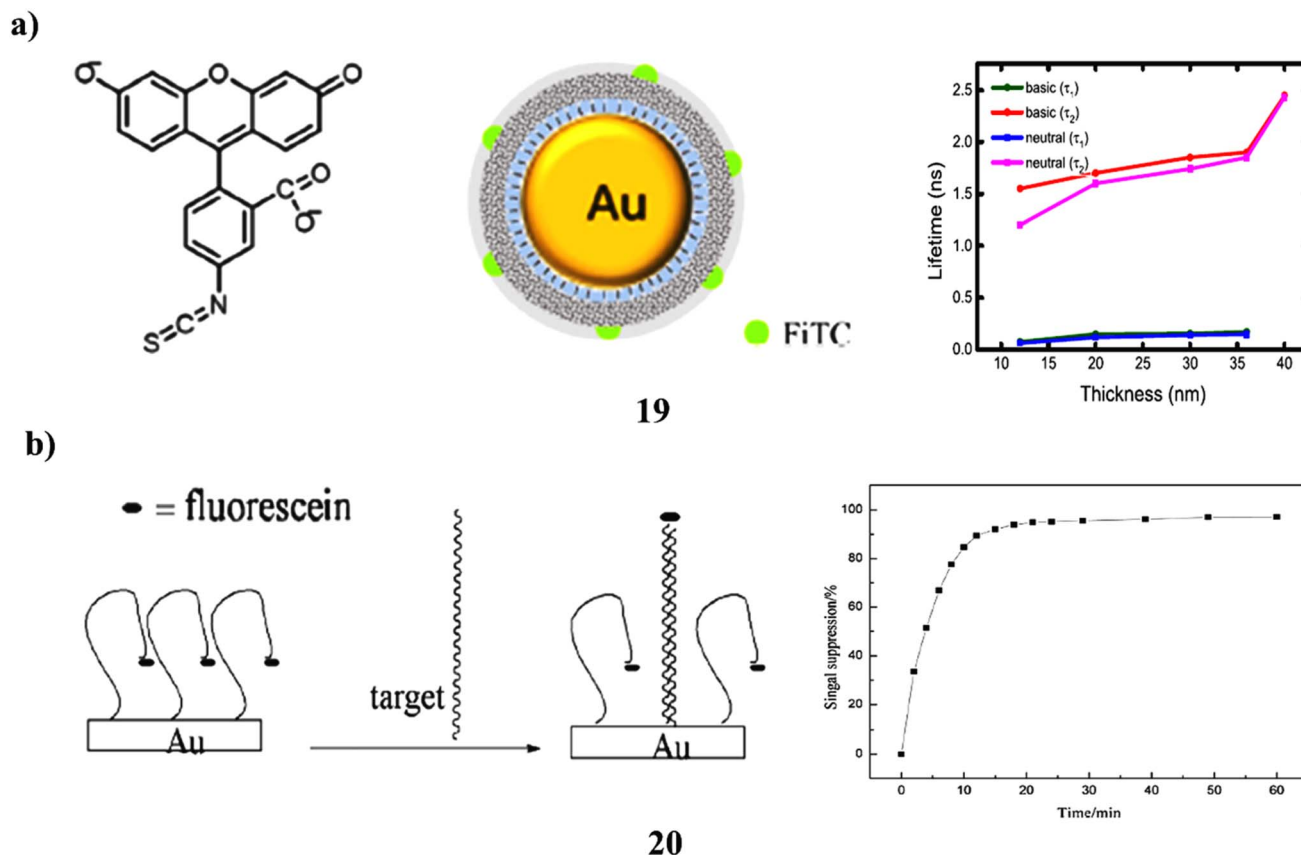 a)
O-
O
O
C
O
O-
N
C
S
Au
FiTC
19
basic (τ1)
basic (τ2)
neutral (τ1)
neutral (τ2)
Lifetime (ns)
2.5
2.0
1.5
1.0
0.5
0.0
10 15 20 25 30 35 40
Thickness (nm)
b)
= fluorescein
Au
target
Au
20
Singal suppression/%
100
80
60
40
20
0
0 10 20 30 40 50 60
Time/min